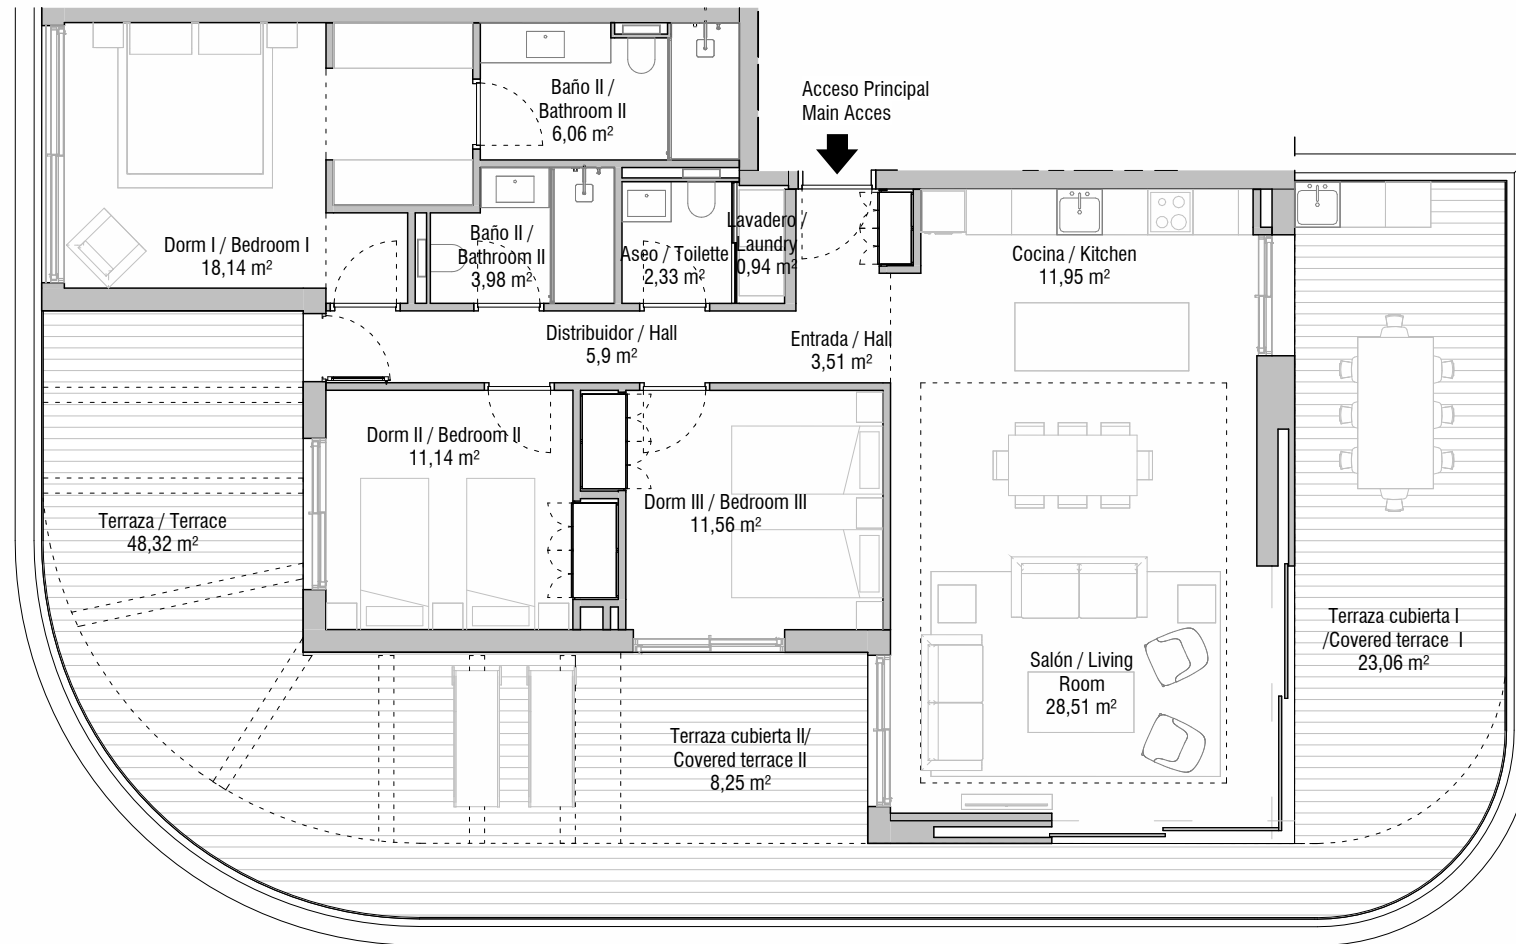 Acceso Principal
Main Acces
Baño II /
Bathroom II
6,06 m²
Dorm I / Bedroom I
18,14 m²
Baño II /
Bathroom II
3,98 m²
Aseo / Toilette
2,33 m²
Lavadero /
Laundry
0,94 m²
Cocina / Kitchen
11,95 m²
Distribuidor / Hall
5,9 m²
Entrada / Hall
3,51 m²
Dorm II / Bedroom II
11,14 m²
Dorm III / Bedroom III
11,56 m²
Terraza / Terrace
48,32 m²
Terraza cubierta I
/Covered terrace I
23,06 m²
Salón / Living
Room
28,51 m²
Terraza cubierta II/
Covered terrace II
8,25 m²